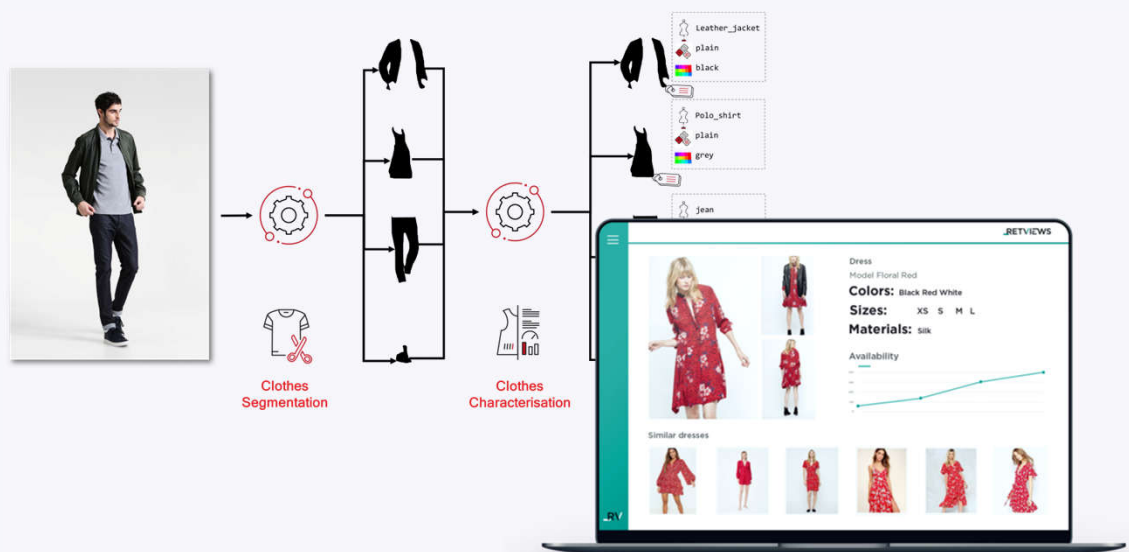 Leather_jacket
plain
black
Polo_shirt
plain
grey
jean
Clothes
Segmentation
Clothes
Characterisation
RETVIEWS
Dress
Model Floral Red
Colors: Black Red White
Sizes: XS S M L
Materials: Silk
Availability
Similar dresses
RV